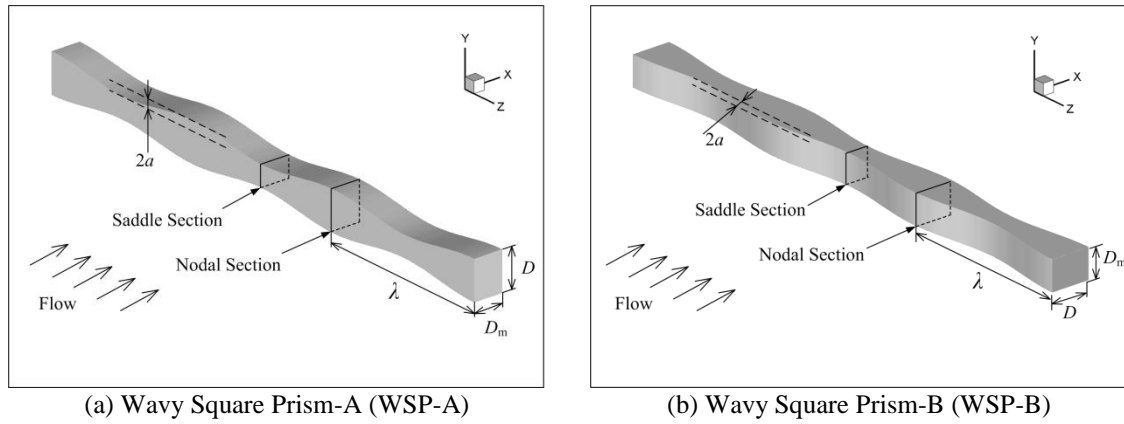 Y
X
Z
2a
Saddle Section
Nodal Section
Flow
λ
D
Dm
(a) Wavy Square Prism-A (WSP-A)
Y
X
Z
2a
Saddle Section
Nodal Section
Flow
λ
Dm
D
(b) Wavy Square Prism-B (WSP-B)